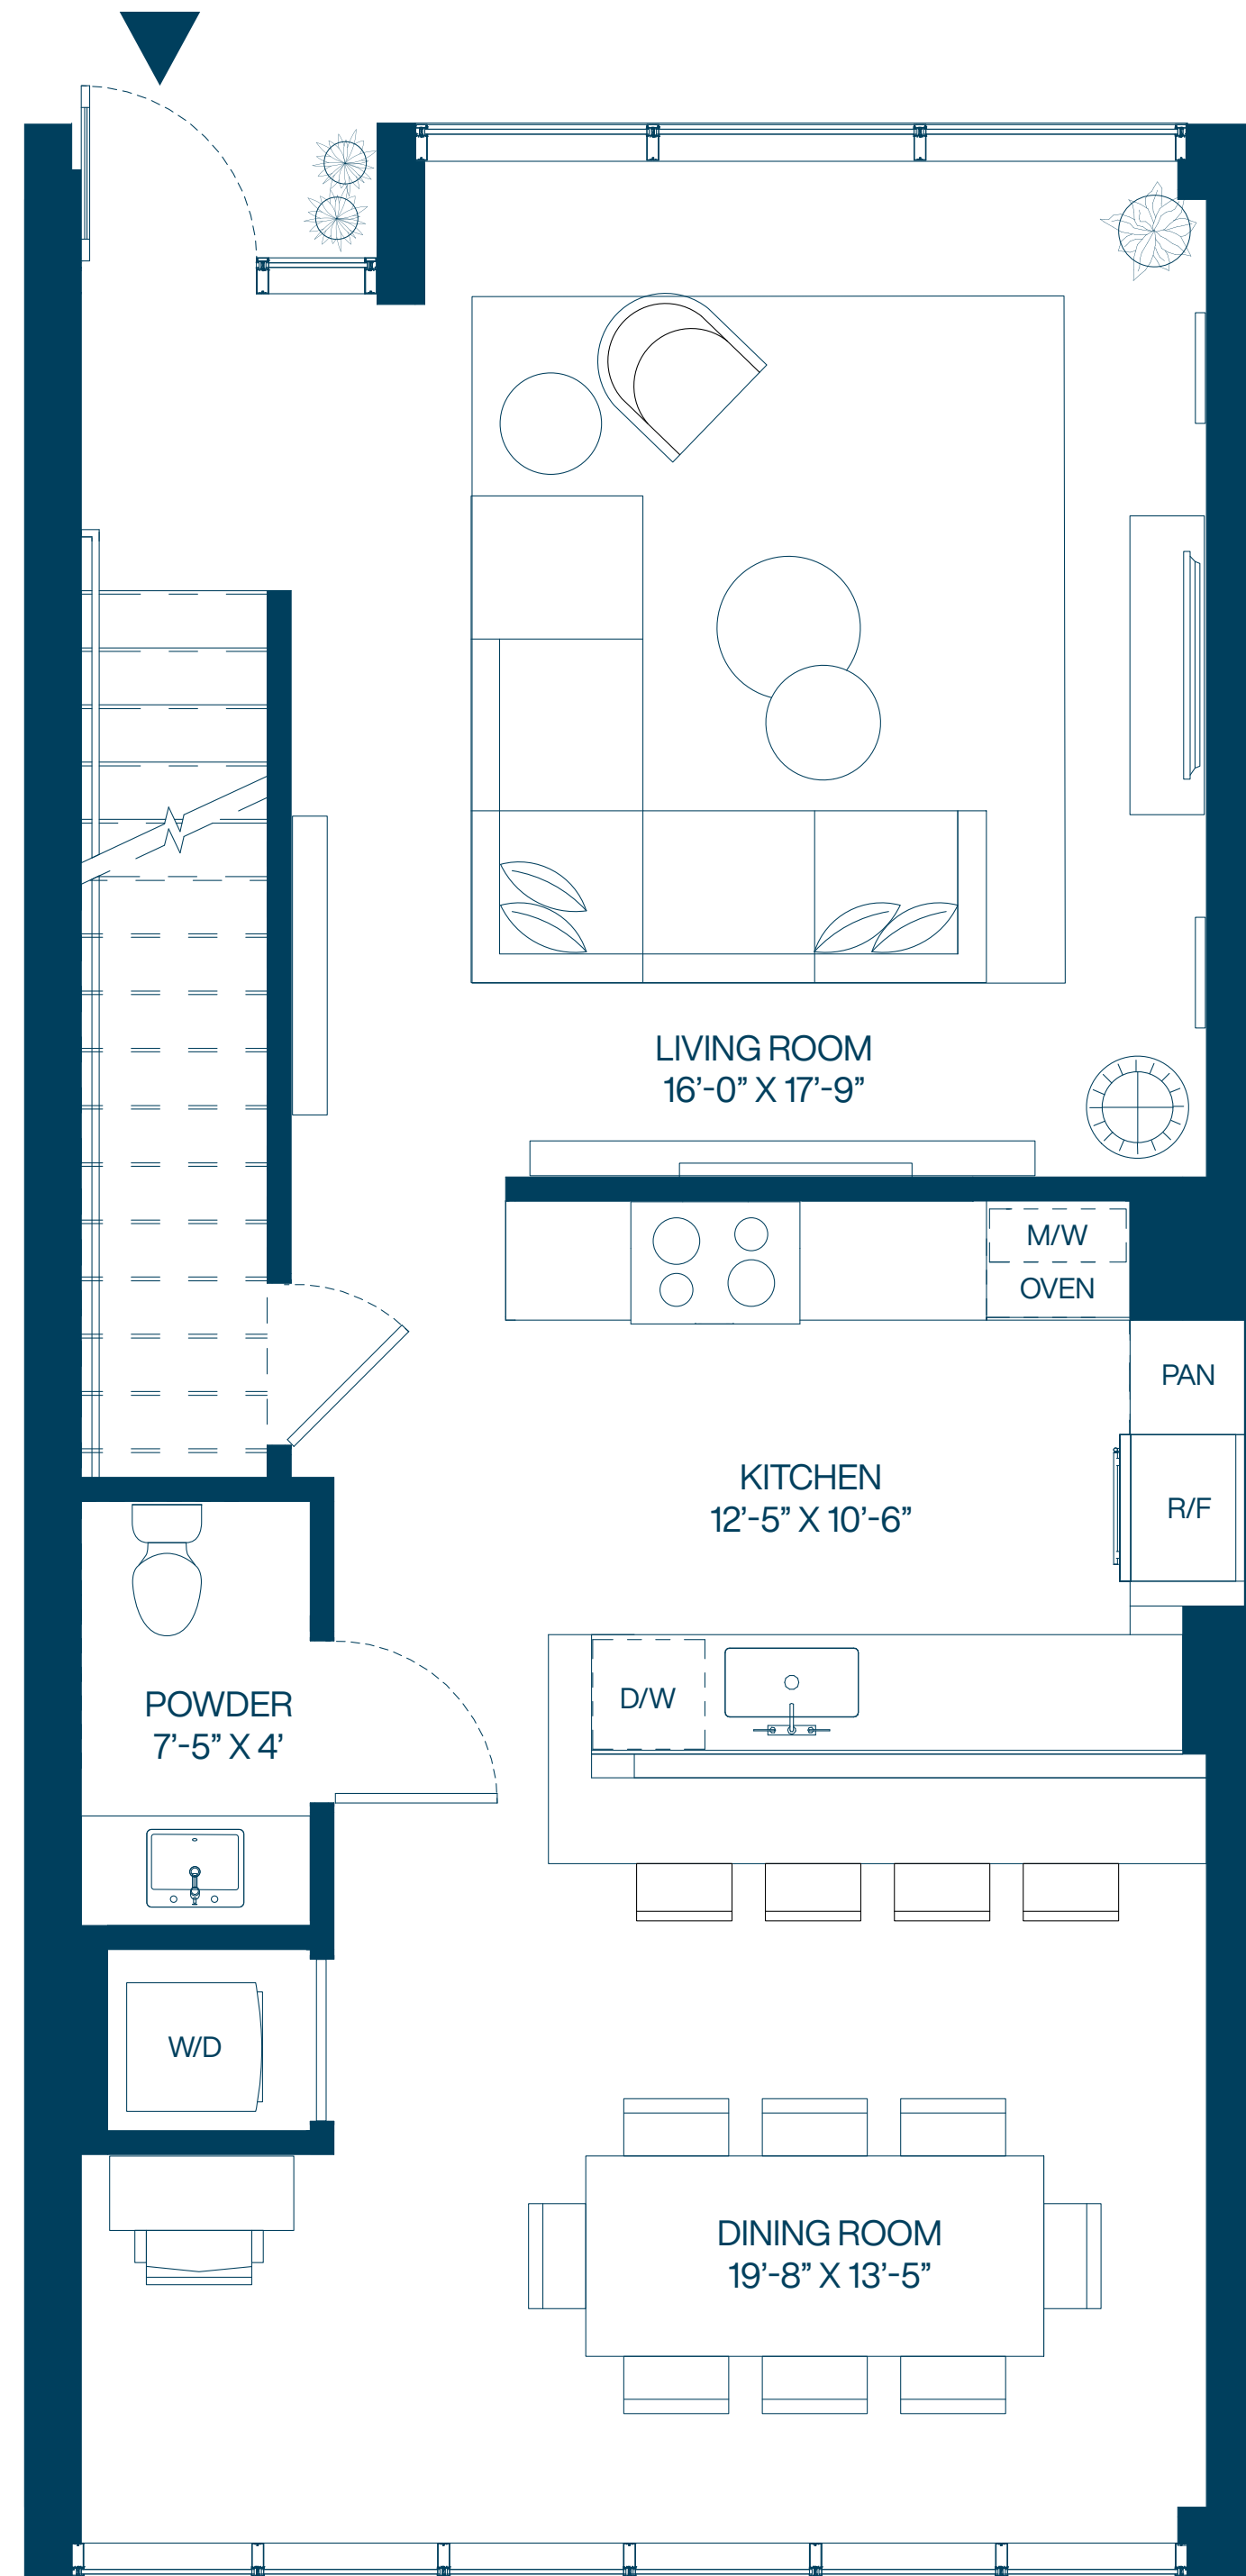 LIVING ROOM
16’-0” X 17’-9”
M/W
OVEN
PAN
KITCHEN
12’-5” X 10’-6”
R/F
D/W
POWDER
7’-5” X 4’
W/D
DINING ROOM
19’-8” X 13’-5”